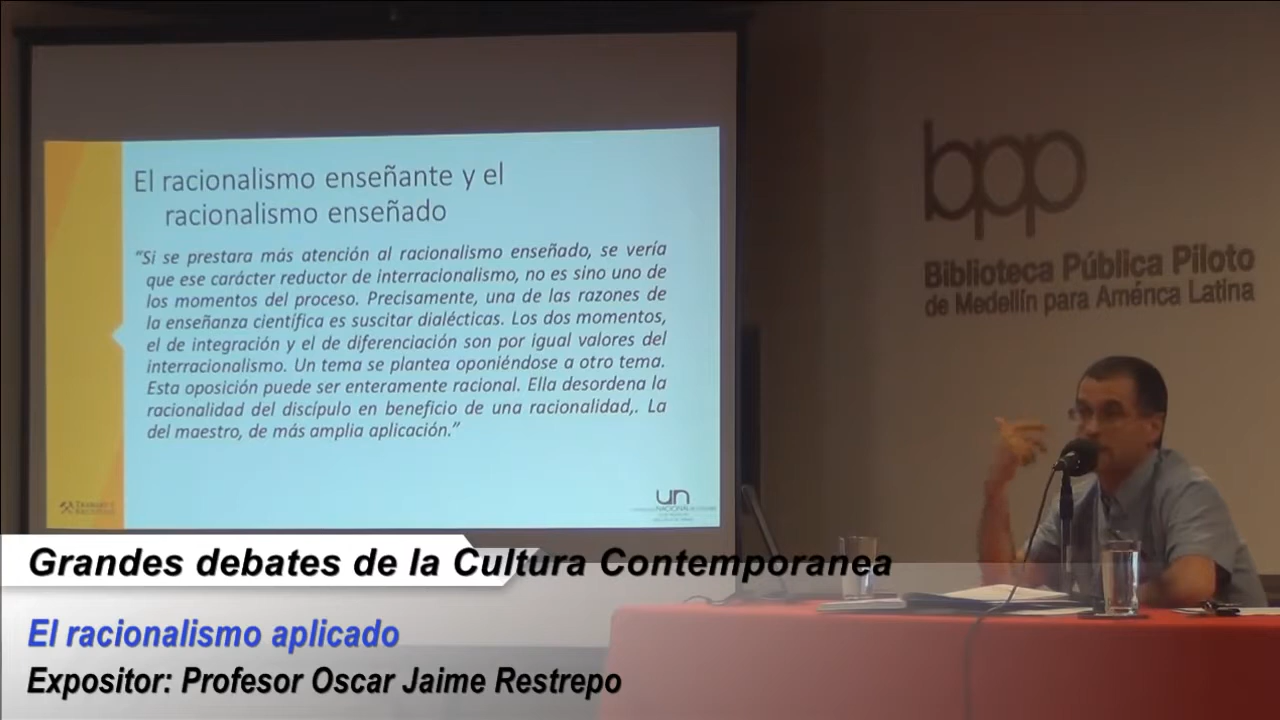 El racionalismo enseñante y el
racionalismo enseñado
“Si se prestara más atención al racionalismo enseñado, se vería
que ese carácter reductor de interracionalismo, no es sino uno de
los momentos del proceso. Precisamente, una de las razones de
la enseñanza científica es suscitar dialécticas. Los dos momentos,
el de integración y el de diferenciación son por igual valores del
interracionalismo. Un tema se plantea oponiéndose a otro tema.
Esta oposición puede ser enteramente racional. Ella desordena la
racionalidad del discípulo en beneficio de una racionalidad,. La
del maestro, de más amplia aplicación.”
un
NACIONAL
bpp
Biblioteca Pública Piloto
de Medellín para América Latina
Grandes debates de la Cultura Contemporanea
El racionalismo aplicado
Expositor: Profesor Oscar Jaime Restrepo